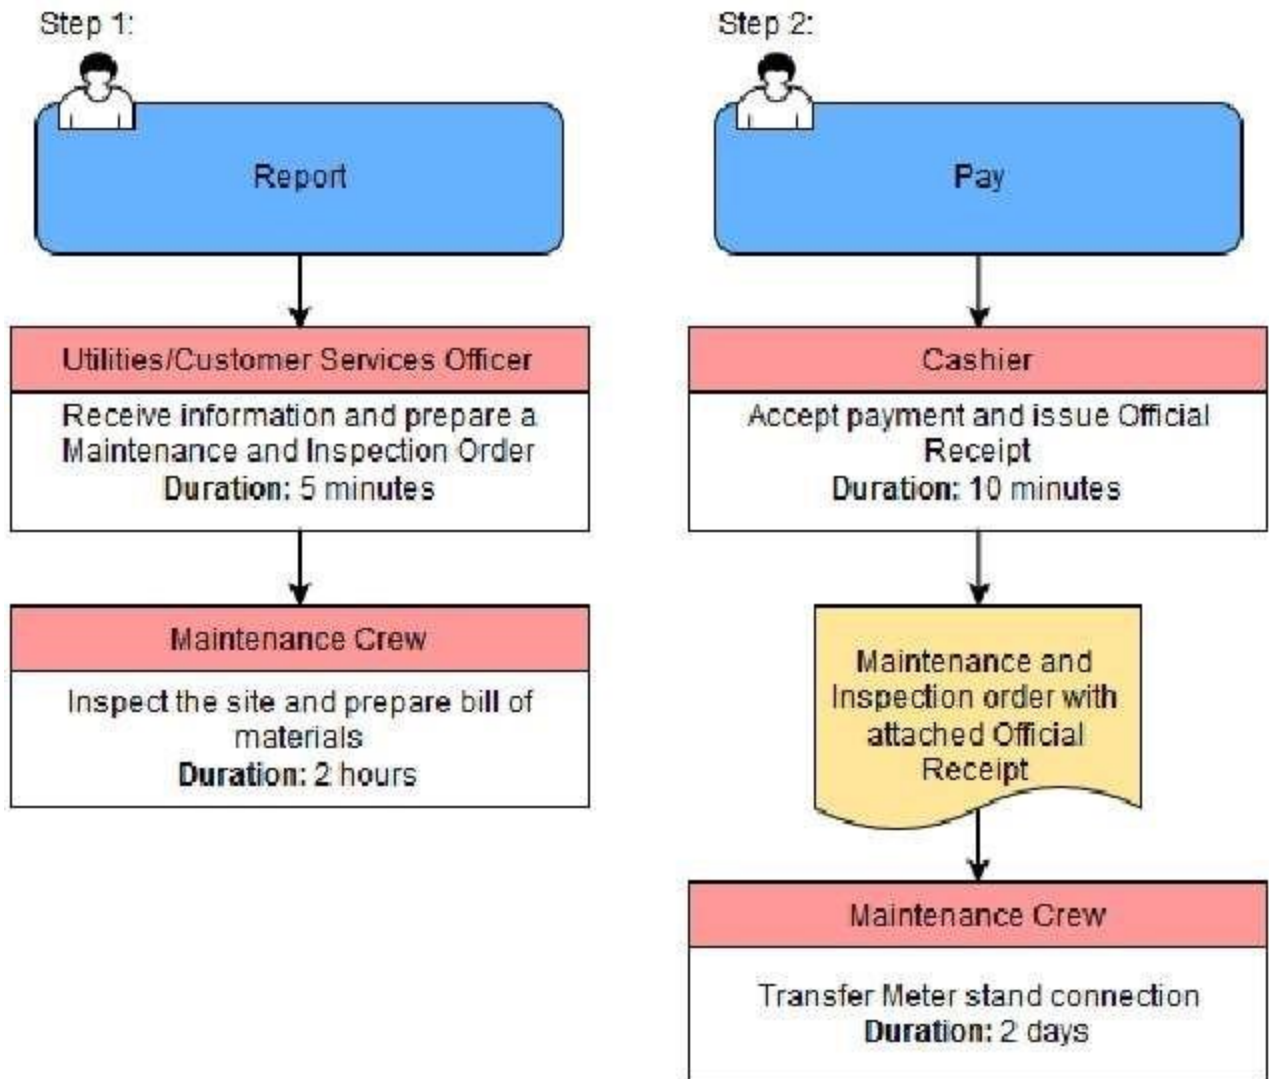 Step 1:
Report
Utilities/Customer Services Officer
Receive information and prepare a
Maintenance and Inspection Order
Duration: 5 minutes
Maintenance Crew
Inspect the site and prepare bill of
materials
Duration: 2 hours
Step 2:
Pay
Cashier
Accept payment and issue Official
Receipt
Duration: 10 minutes
Maintenance and
Inspection order with
attached Official
Receipt
Maintenance Crew
Transfer Meter stand connection
Duration: 2 days